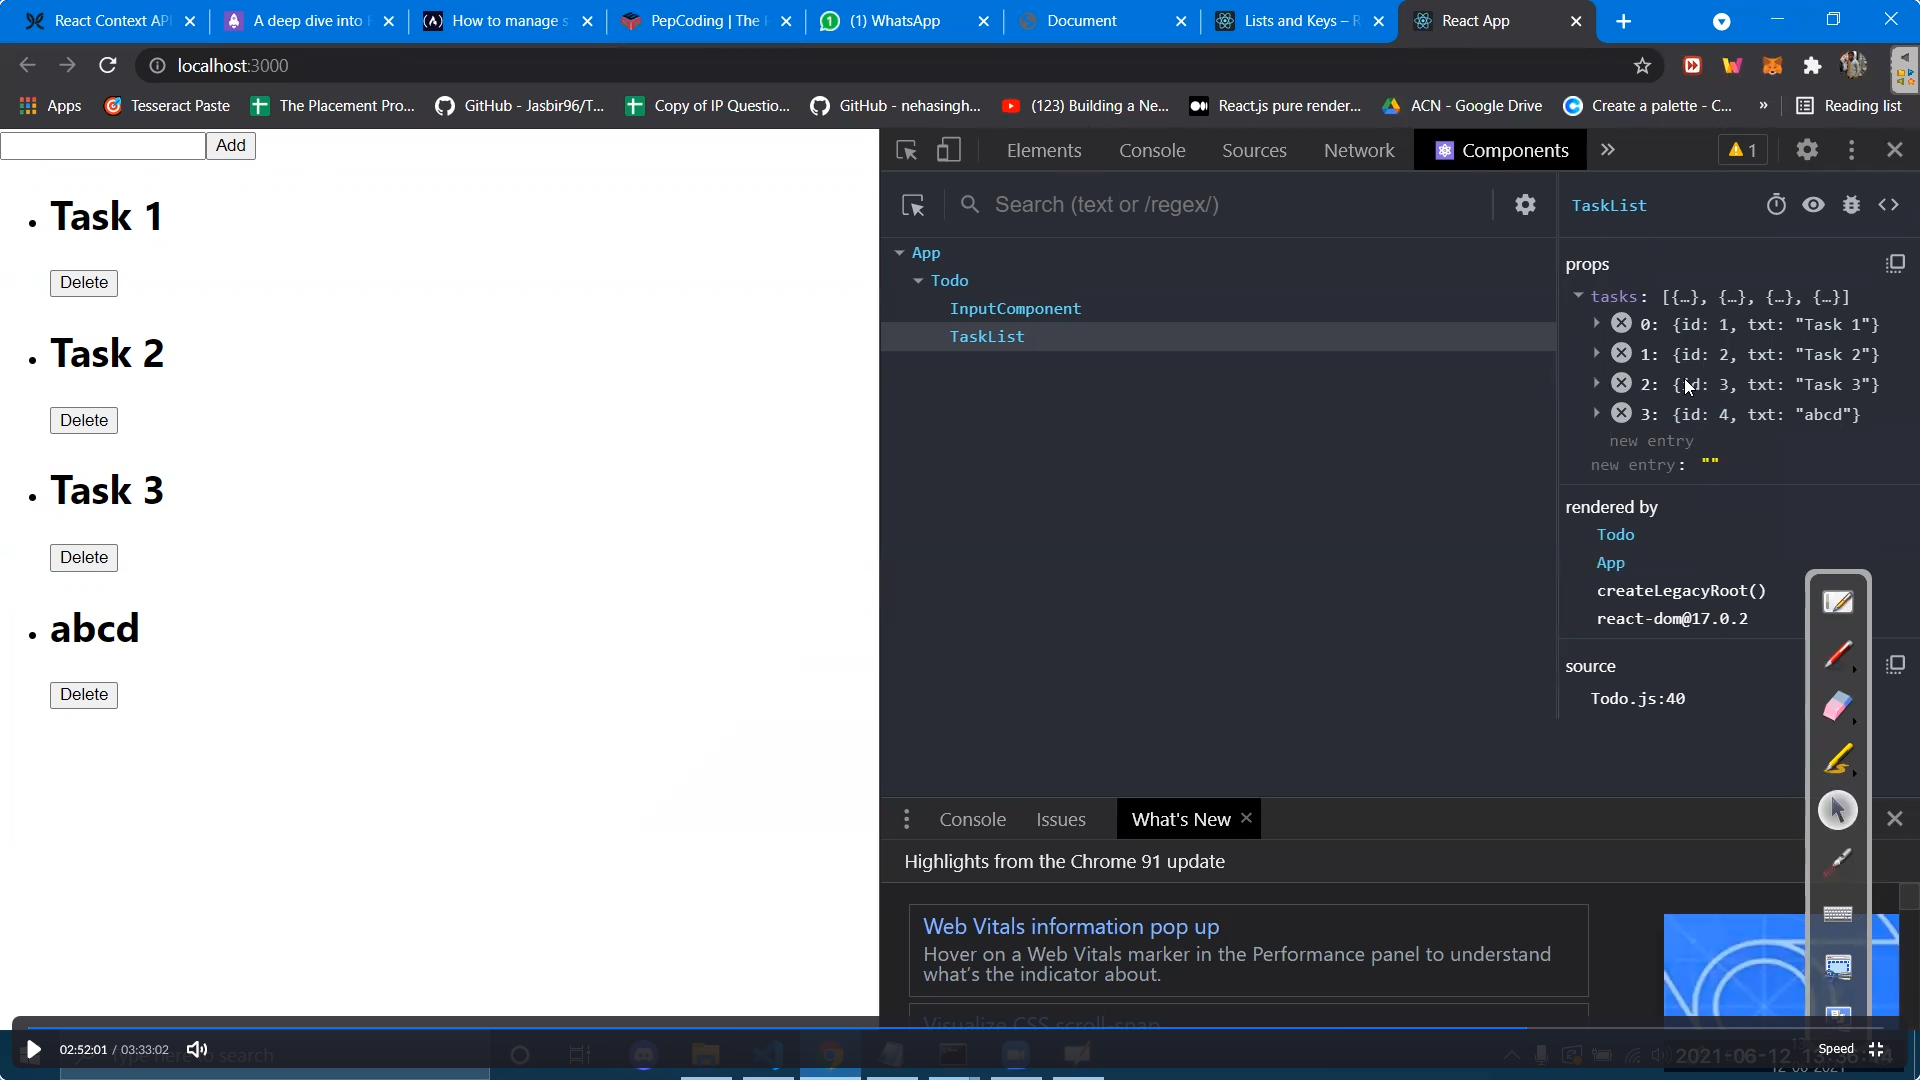 React Context AP
A deep dive into
How to manage s
PepCoding | The
(1) WhatsApp
Document
Lists and Keys – R
React App
localhost:3000
Apps
Tesseract Paste
The Placement Pro...
GitHub - Jasbir96/T...
Copy of IP Questio...
GitHub - nehasingh...
(123) Building a Ne...
React.js pure render...
ACN - Google Drive
Create a palette - C...
»
Reading list
Add
Task 1
Delete
Task 2
Delete
Task 3
Delete
abcd
Delete
Elements
Console
Sources
Network
Components
»
1
Search (text or /regex/)
App
Todo
InputComponent
TaskList
TaskList
props
tasks: [{…}, {…}, {…}, {…}]
0: {id: 1, txt: "Task 1"}
1: {id: 2, txt: "Task 2"}
2: {id: 3, txt: "Task 3"}
3: {id: 4, txt: "abcd"}
new entry
new entry: ""
rendered by
Todo
App
createLegacyRoot()
react-dom@17.0.2
source
Todo.js:40
Console
Issues
What's New
Highlights from the Chrome 91 update
Web Vitals information pop up
Hover on a Web Vitals marker in the Performance panel to understand
what's the indicator about.
Visualize CSS scroll-snap
02:52:01 / 03:33:02
Type here to search
Speed